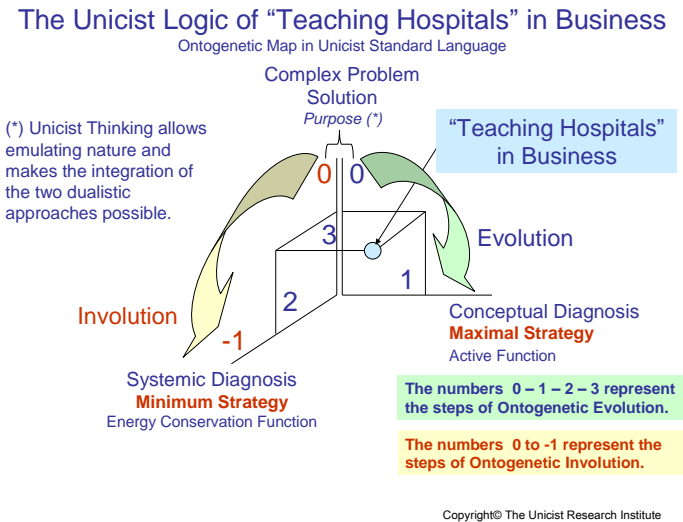 The Unicist Logic of “Teaching Hospitals” in Business
Ontogenetic Map in Unicist Standard Language
Complex Problem
Solution
Purpose (*)
(*) Unicist Thinking allows
emulating nature and
makes the integration of
the two dualistic
approaches possible.
“Teaching Hospitals”
in Business
0 0
3
Evolution
1
2
Involution
-1
Conceptual Diagnosis
Maximal Strategy
Active Function
Systemic Diagnosis
Minimum Strategy
Energy Conservation Function
The numbers 0 – 1 – 2 – 3 represent
the steps of Ontogenetic Evolution.
The numbers 0 to -1 represent the
steps of Ontogenetic Involution.
Copyright© The Unicist Research Institute